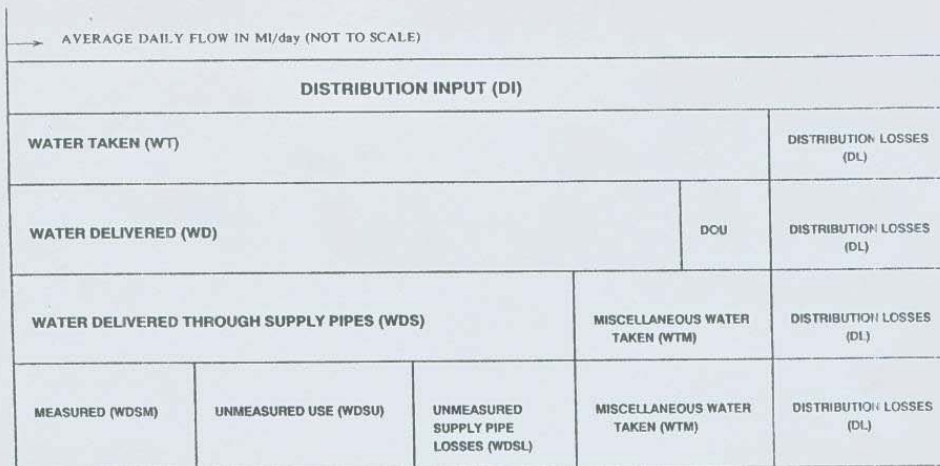 AVERAGE DAILY FLOW IN Ml/day (NOT TO SCALE)
DISTRIBUTION INPUT (DI)
WATER TAKEN (WT)
DISTRIBUTION LOSSES
(DL)
WATER DELIVERED (WD)
DOU
DISTRIBUTION LOSSES
(DL)
WATER DELIVERED THROUGH SUPPLY PIPES (WDS)
MISCELLANEOUS WATER
TAKEN (WTM)
DISTRIBUTION LOSSES
(DL)
MEASURED (WDSM)
UNMEASURED USE (WDSU)
UNMEASURED
SUPPLY PIPE
LOSSES (WDSL)
MISCELLANEOUS WATER
TAKEN (WTM)
DISTRIBUTION LOSSES
(DL)